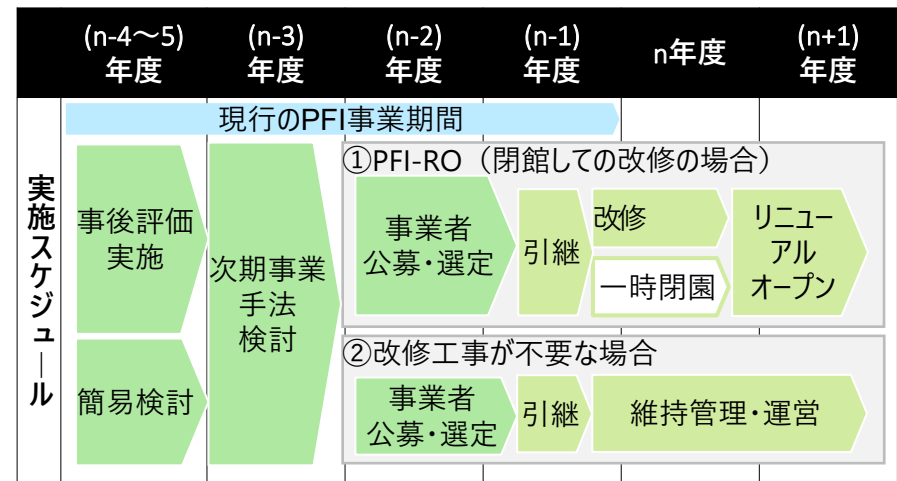 (n-4～5)
年度
(n-3)
年度
(n-2)
年度
(n-1)
年度
n年度
(n+1)
年度
実施スケジュール
現行のPFI事業期間
事後評価
実施
簡易検討
次期事業
手法
検討
①PFI-RO（閉館しての改修の場合）
事業者
公募・選定
引継
改修
一時閉園
リニュー
アル
オープン
②改修工事が不要な場合
事業者
公募・選定
引継
維持管理・運営